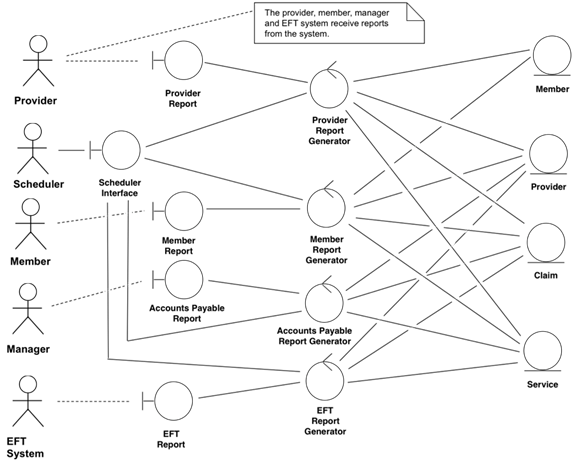 The provider, member, manager
and EFT system receive reports
from the system.
Provider
Provider
Report
Provider
Report
Generator
Member
Scheduler
Scheduler
Interface
Provider
Member
Member
Report
Member
Report
Generator
Claim
Manager
Accounts Payable
Report
Accounts Payable
Report Generator
Service
EFT
System
EFT
Report
EFT
Report
Generator